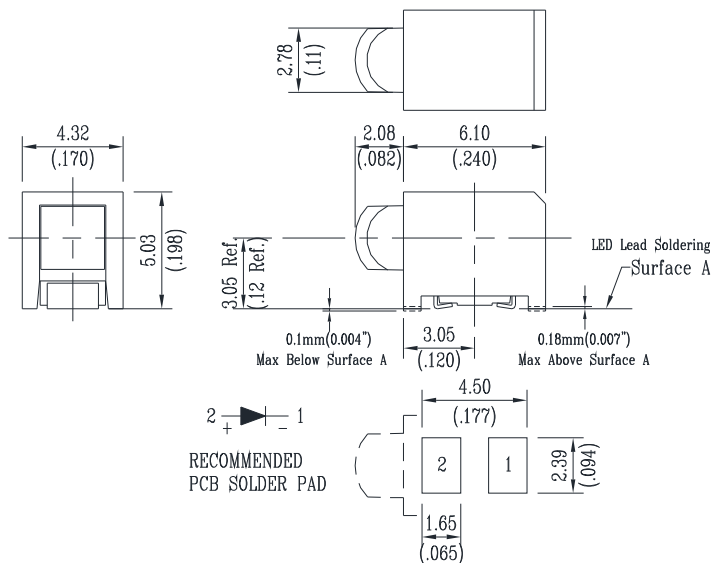 2.78
(.11)
4.32
(.170)
2.08
(.082)
6.10
(.240)
5.03
(.198)
3.05 Ref.
(.12 Ref.)
LED Lead Soldering
Surface A
0.1mm(0.004")
Max Below Surface A
3.05
(.120)
0.18mm(0.007")
Max Above Surface A
4.50
(.177)
2 + - 1
RECOMMENDED
PCB SOLDER PAD
2
1
2.39
(.094)
1.65
(.065)